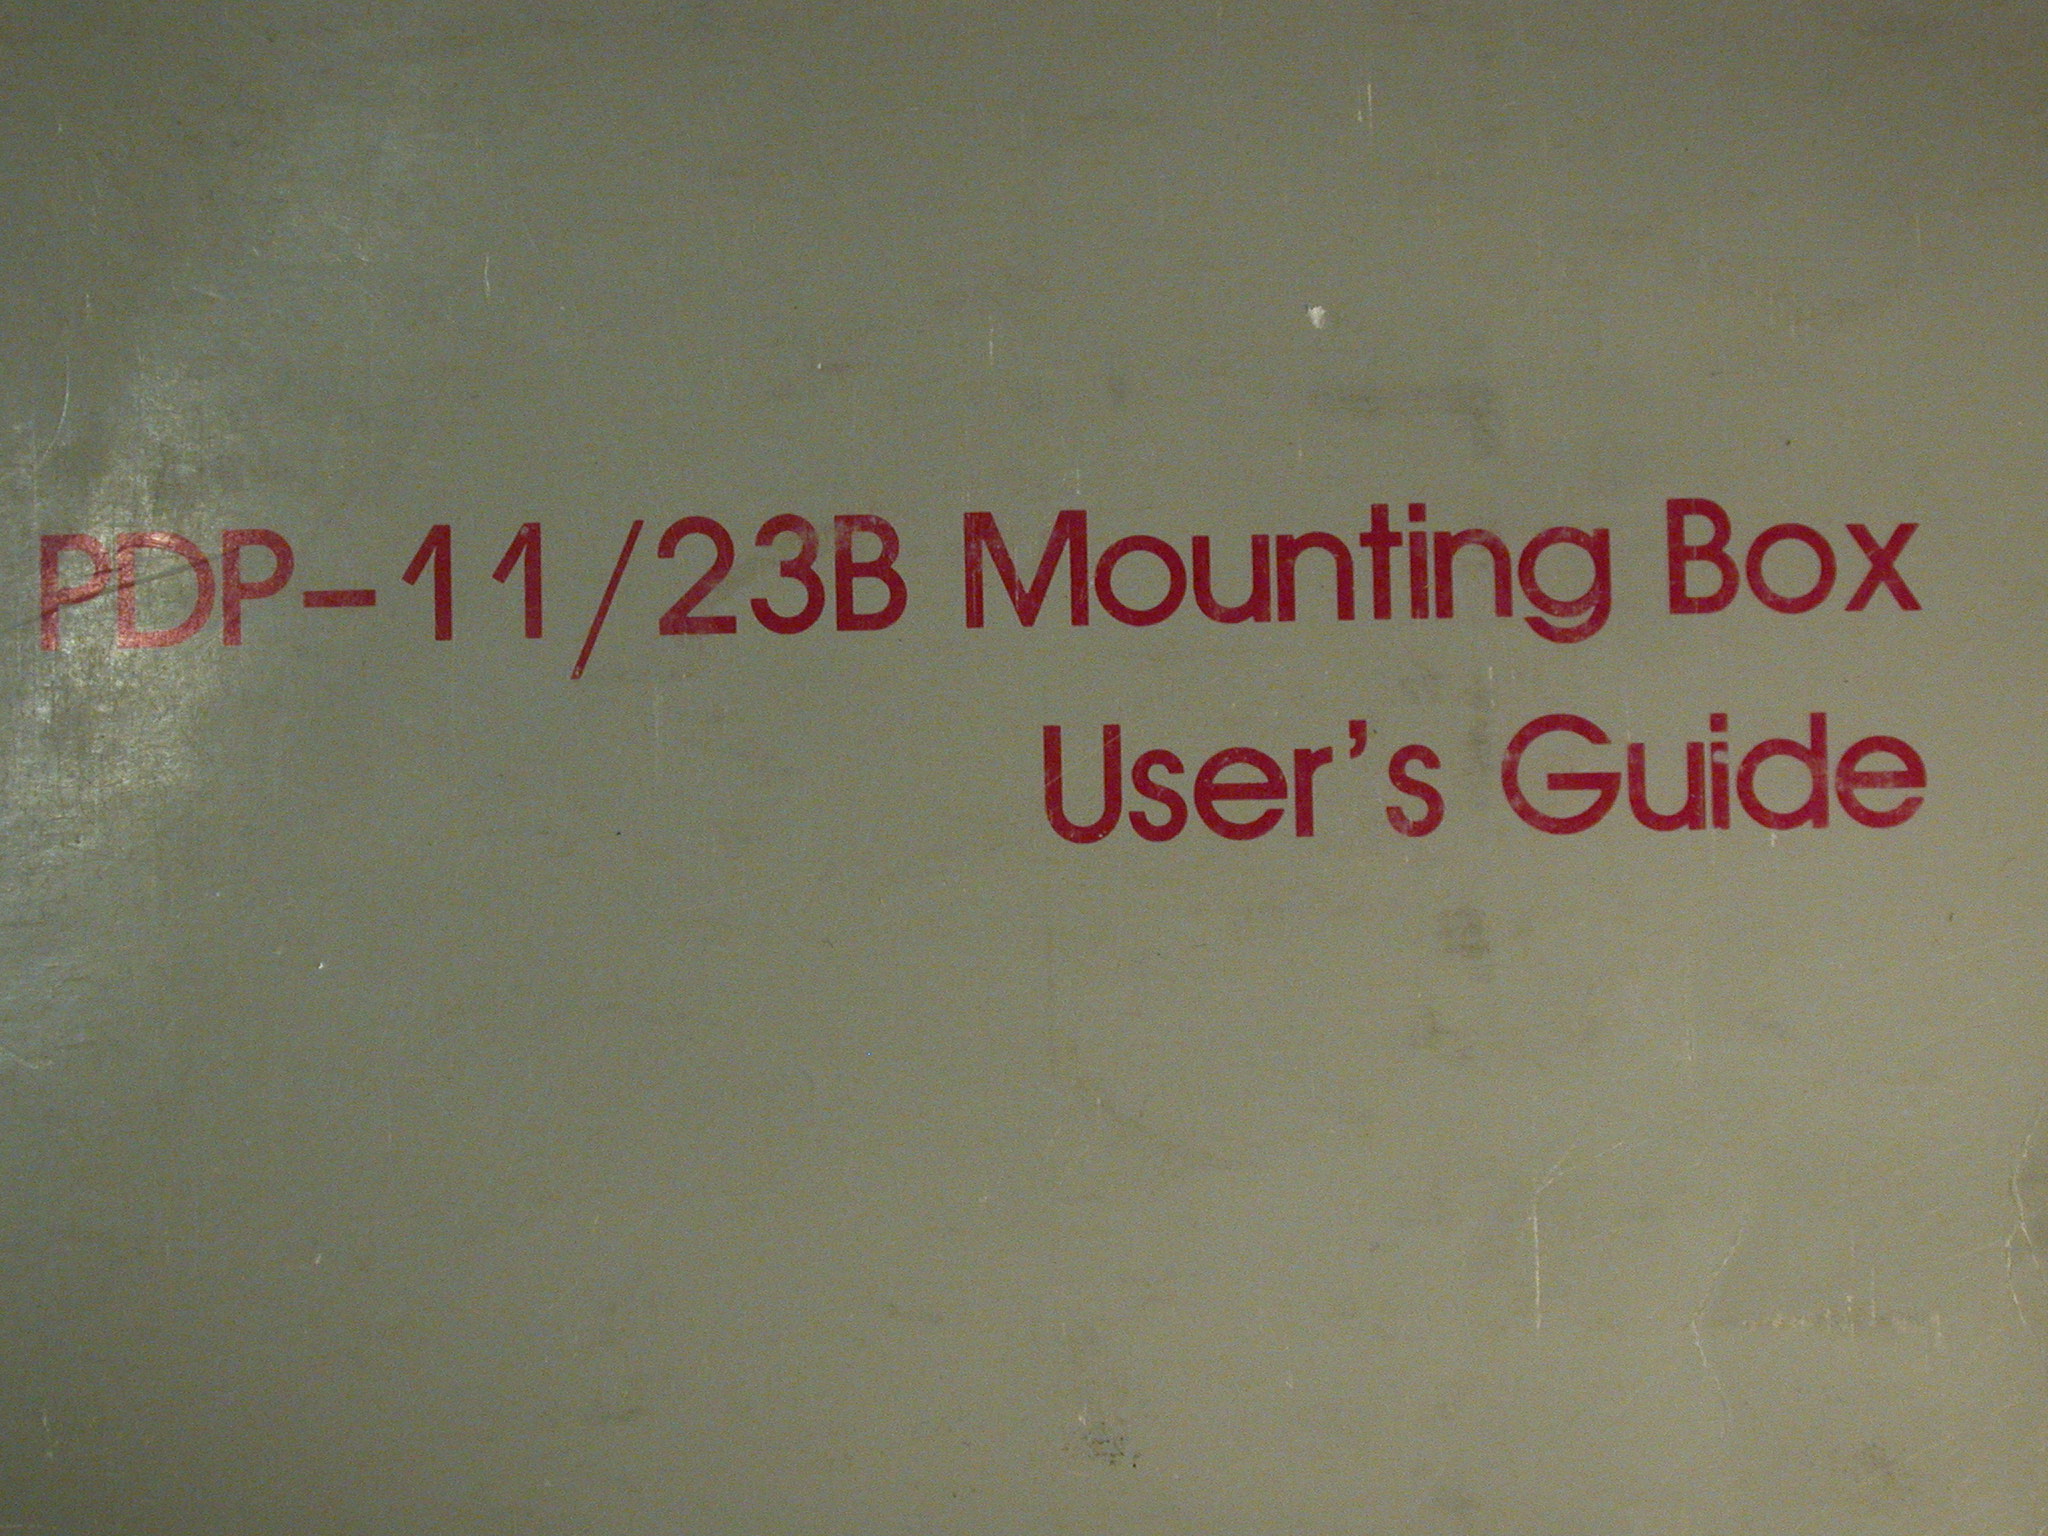 PDP-11/23B Mounting Box
User's Guide